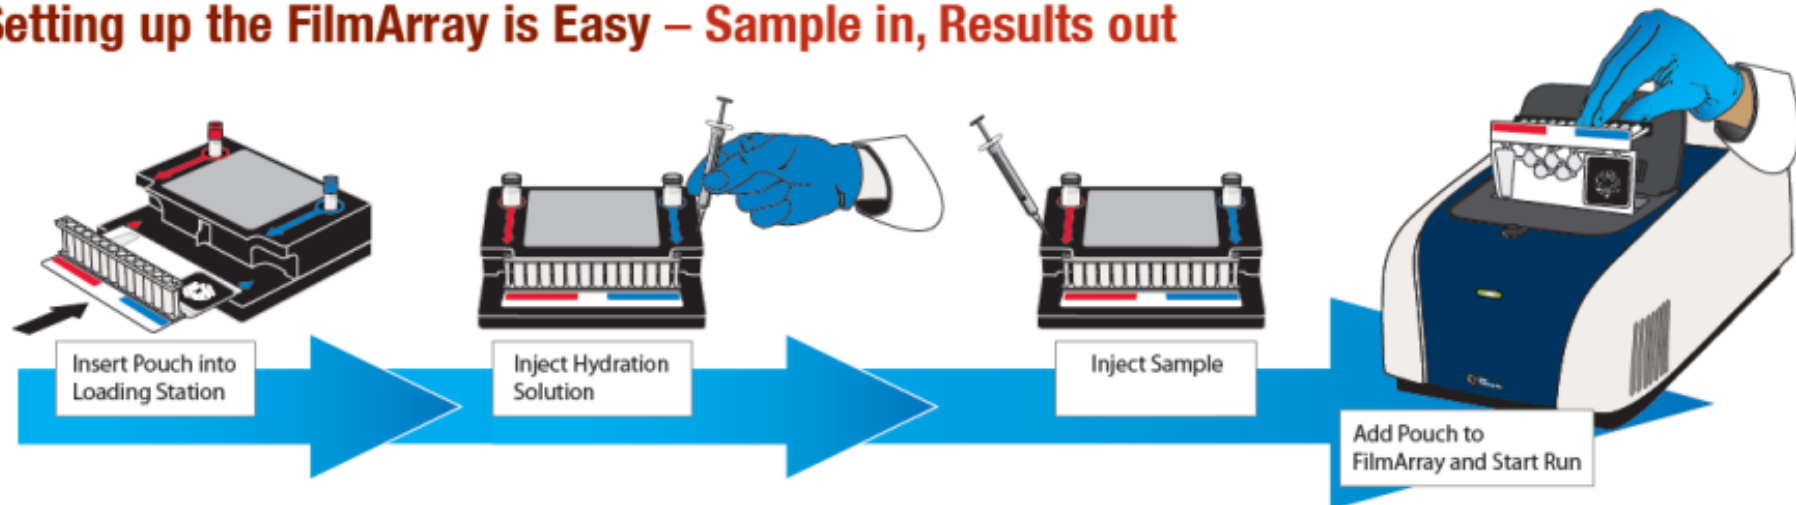 Setting up the FilmArray is Easy – Sample in, Results out
Insert Pouch into
Loading Station
Inject Hydration
Solution
Inject Sample
Add Pouch to
FilmArray and Start Run